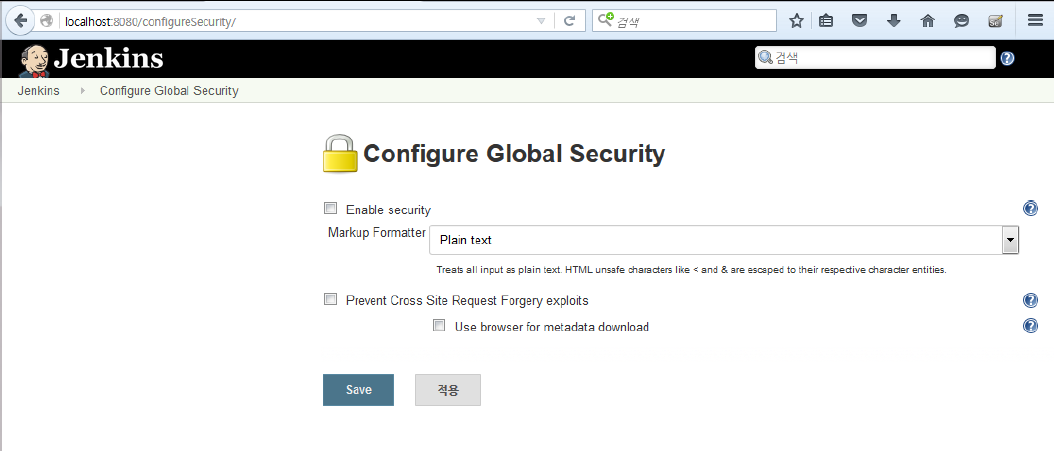 localhost:8080/configureSecurity/
검색
Jenkins
검색
Jenkins
Configure Global Security
Configure Global Security
Enable security
Markup Formatter
Plain text
Treats all input as plain text. HTML unsafe characters like < and & are escaped to their respective character entities.
Prevent Cross Site Request Forgery exploits
Use browser for metadata download
Save
적용